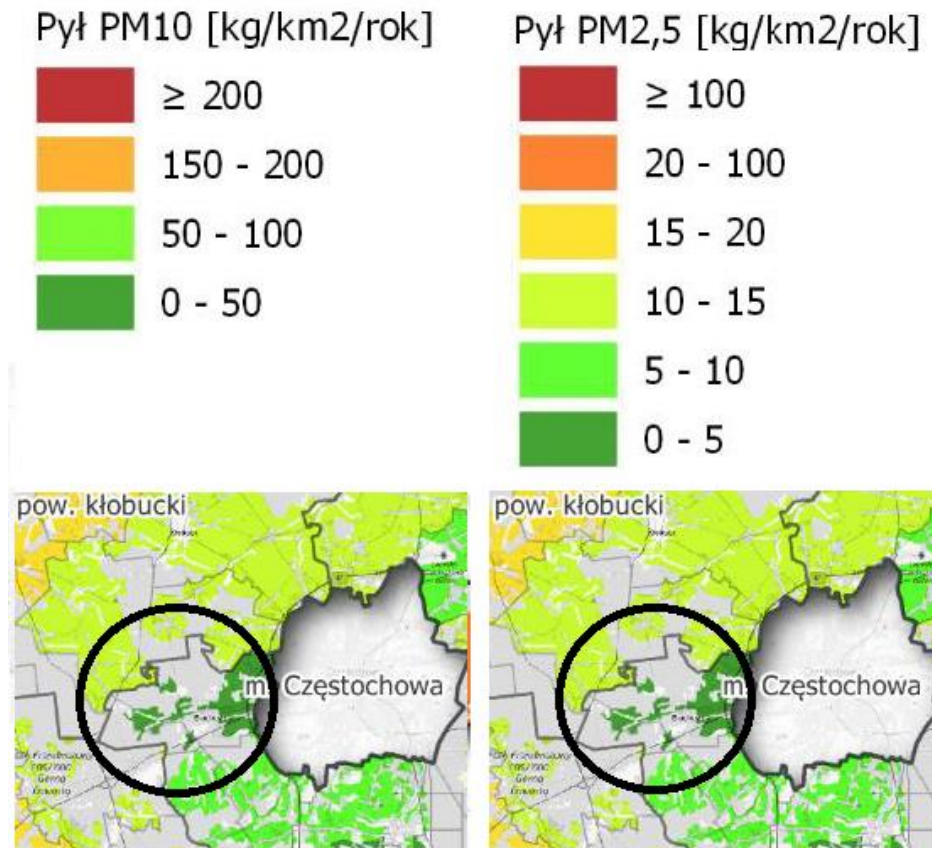 Pył PM10 [kg/km2/rok]
≥ 200
150 - 200
50 - 100
0 - 50
Pył PM2,5 [kg/km2/rok]
≥ 100
20 - 100
15 - 20
10 - 15
5 - 10
0 - 5
pow. kłobucki
m. Częstochowa
pow. kłobucki
m. Częstochowa